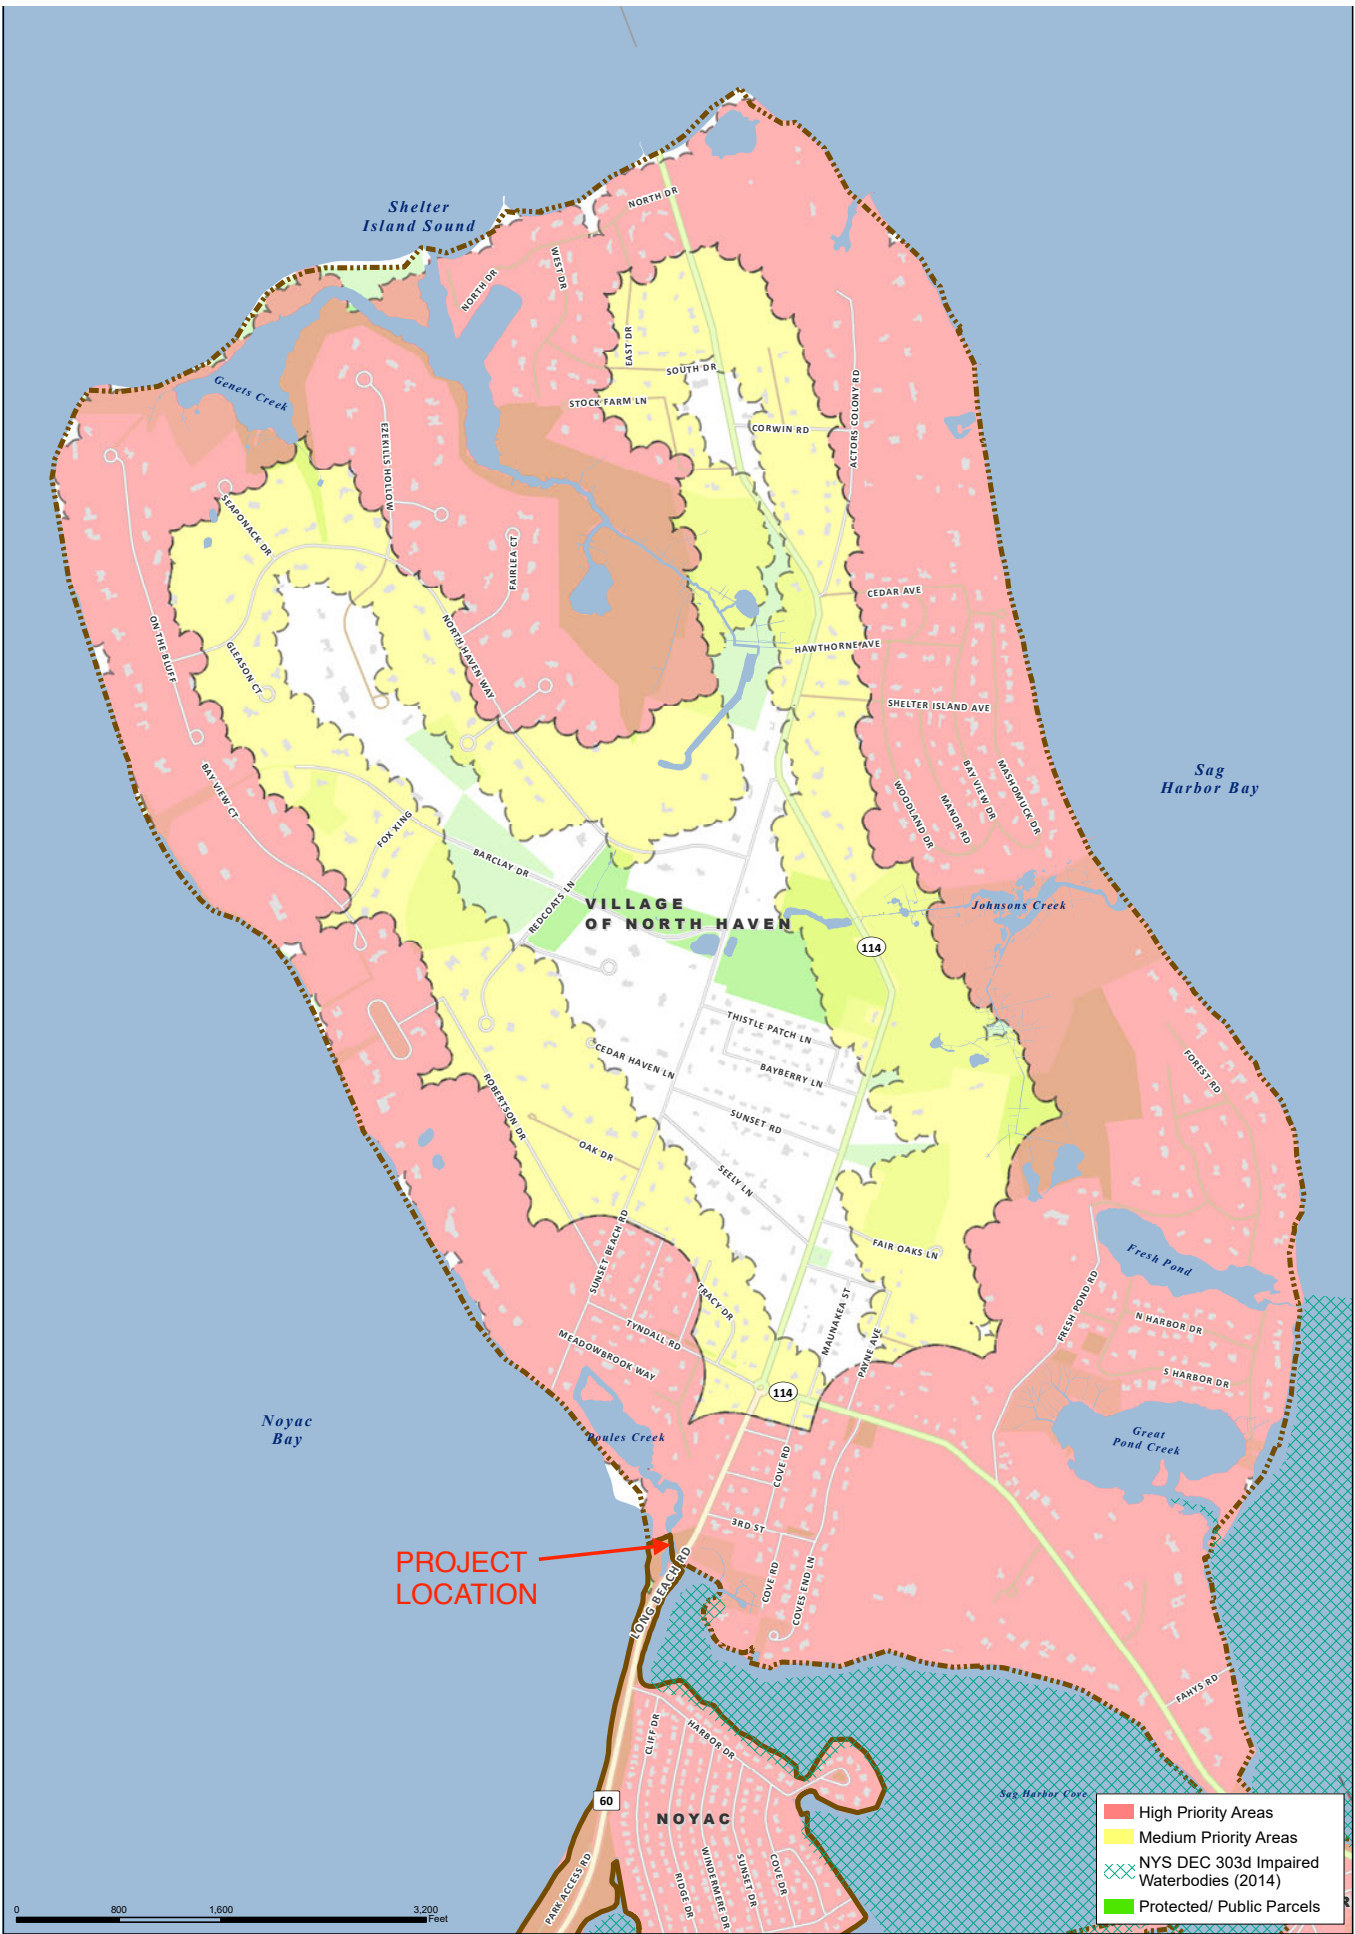 Shelter
Island Sound
NORTH DR
WEST DR
NORTH DR
EAST DR
SOUTH DR
STOCK FARM LN
CORWIN RD
ACTORS COLONY RD
Genets Creek
EZEKILLS HOLLOW
SEAPONACK DR
FAIRLEA CT
CEDAR AVE
HAWTHORNE AVE
ON THE BLUFF
GLEASON CT
NORTH HAVEN WAY
SHELTER ISLAND AVE
Sag
Harbor Bay
BAY VIEW CT
WOODLAND DR
MANOR RD
BAY VIEW DR
MASHOMUCK DR
FOX XING
BARCLAY DR
REDCOATS LN
VILLAGE
OF NORTH HAVEN
Johnsons Creek
114
THISTLE PATCH LN
CEDAR HAVEN LN
BAYBERRY LN
FOREST RD
ROBERTSON DR
SUNSET RD
OAK DR
SEELY LN
SUNSET BEACH RD
FAIR OAKS LN
Fresh Pond
FRESH POND RD
TRACY DR
MAUNAKEA ST
N HARBOR DR
TYNDALL RD
PAYNE AVE
MEADOWBROOK WAY
S HARBOR DR
114
Noyac
Bay
Poules Creek
Great
Pond Creek
COVE RD
3RD ST
PROJECT
LOCATION
LONG BEACH RD
COVE RD
COVES END LN
FAHYS RD
CLIFF DR
HARBOR DR
60
NOYAC
Sag Harbor Cove
PARK ACCESS RD
RIDGE DR
WINDERMERE DR
SUNSET DR
COVE DR
High Priority Areas
Medium Priority Areas
NYS DEC 303d Impaired
Waterbodies (2014)
Protected/ Public Parcels
0 800 1,600 3,200
Feet
R